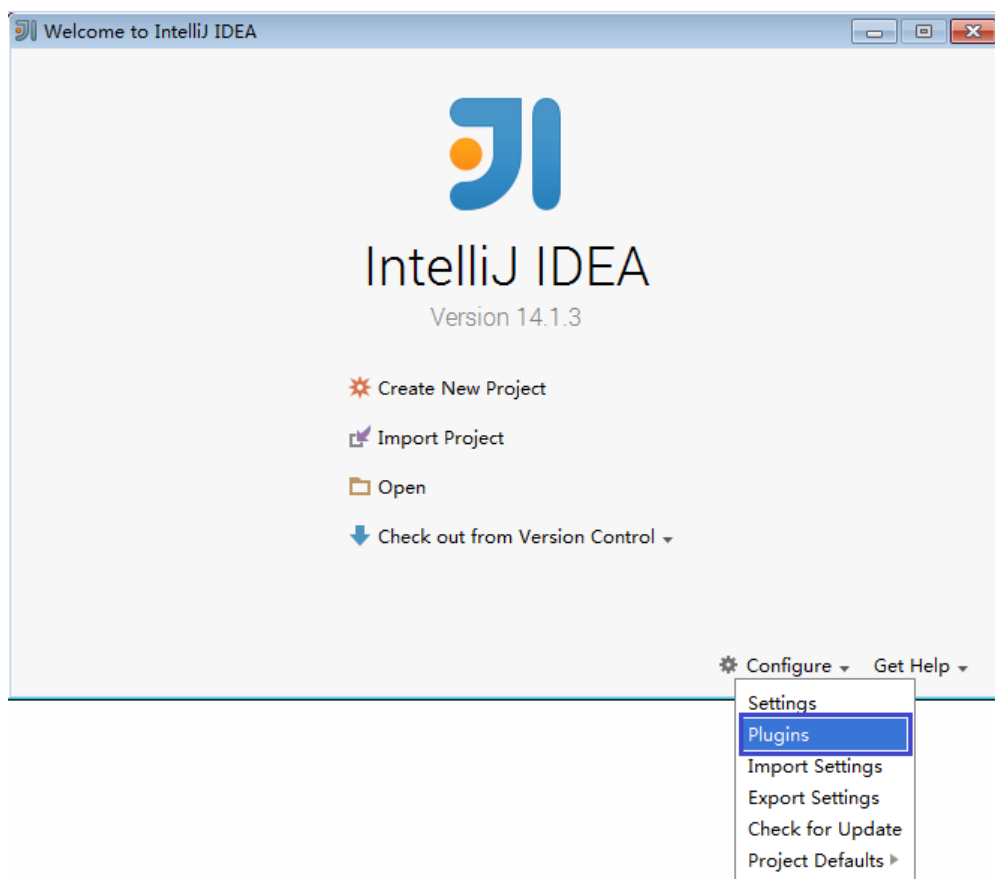 Welcome to IntelliJ IDEA
IntelliJ IDEA
Version 14.1.3
Create New Project
Import Project
Open
Check out from Version Control
Configure Get Help
Settings
Plugins
Import Settings
Export Settings
Check for Update
Project Defaults